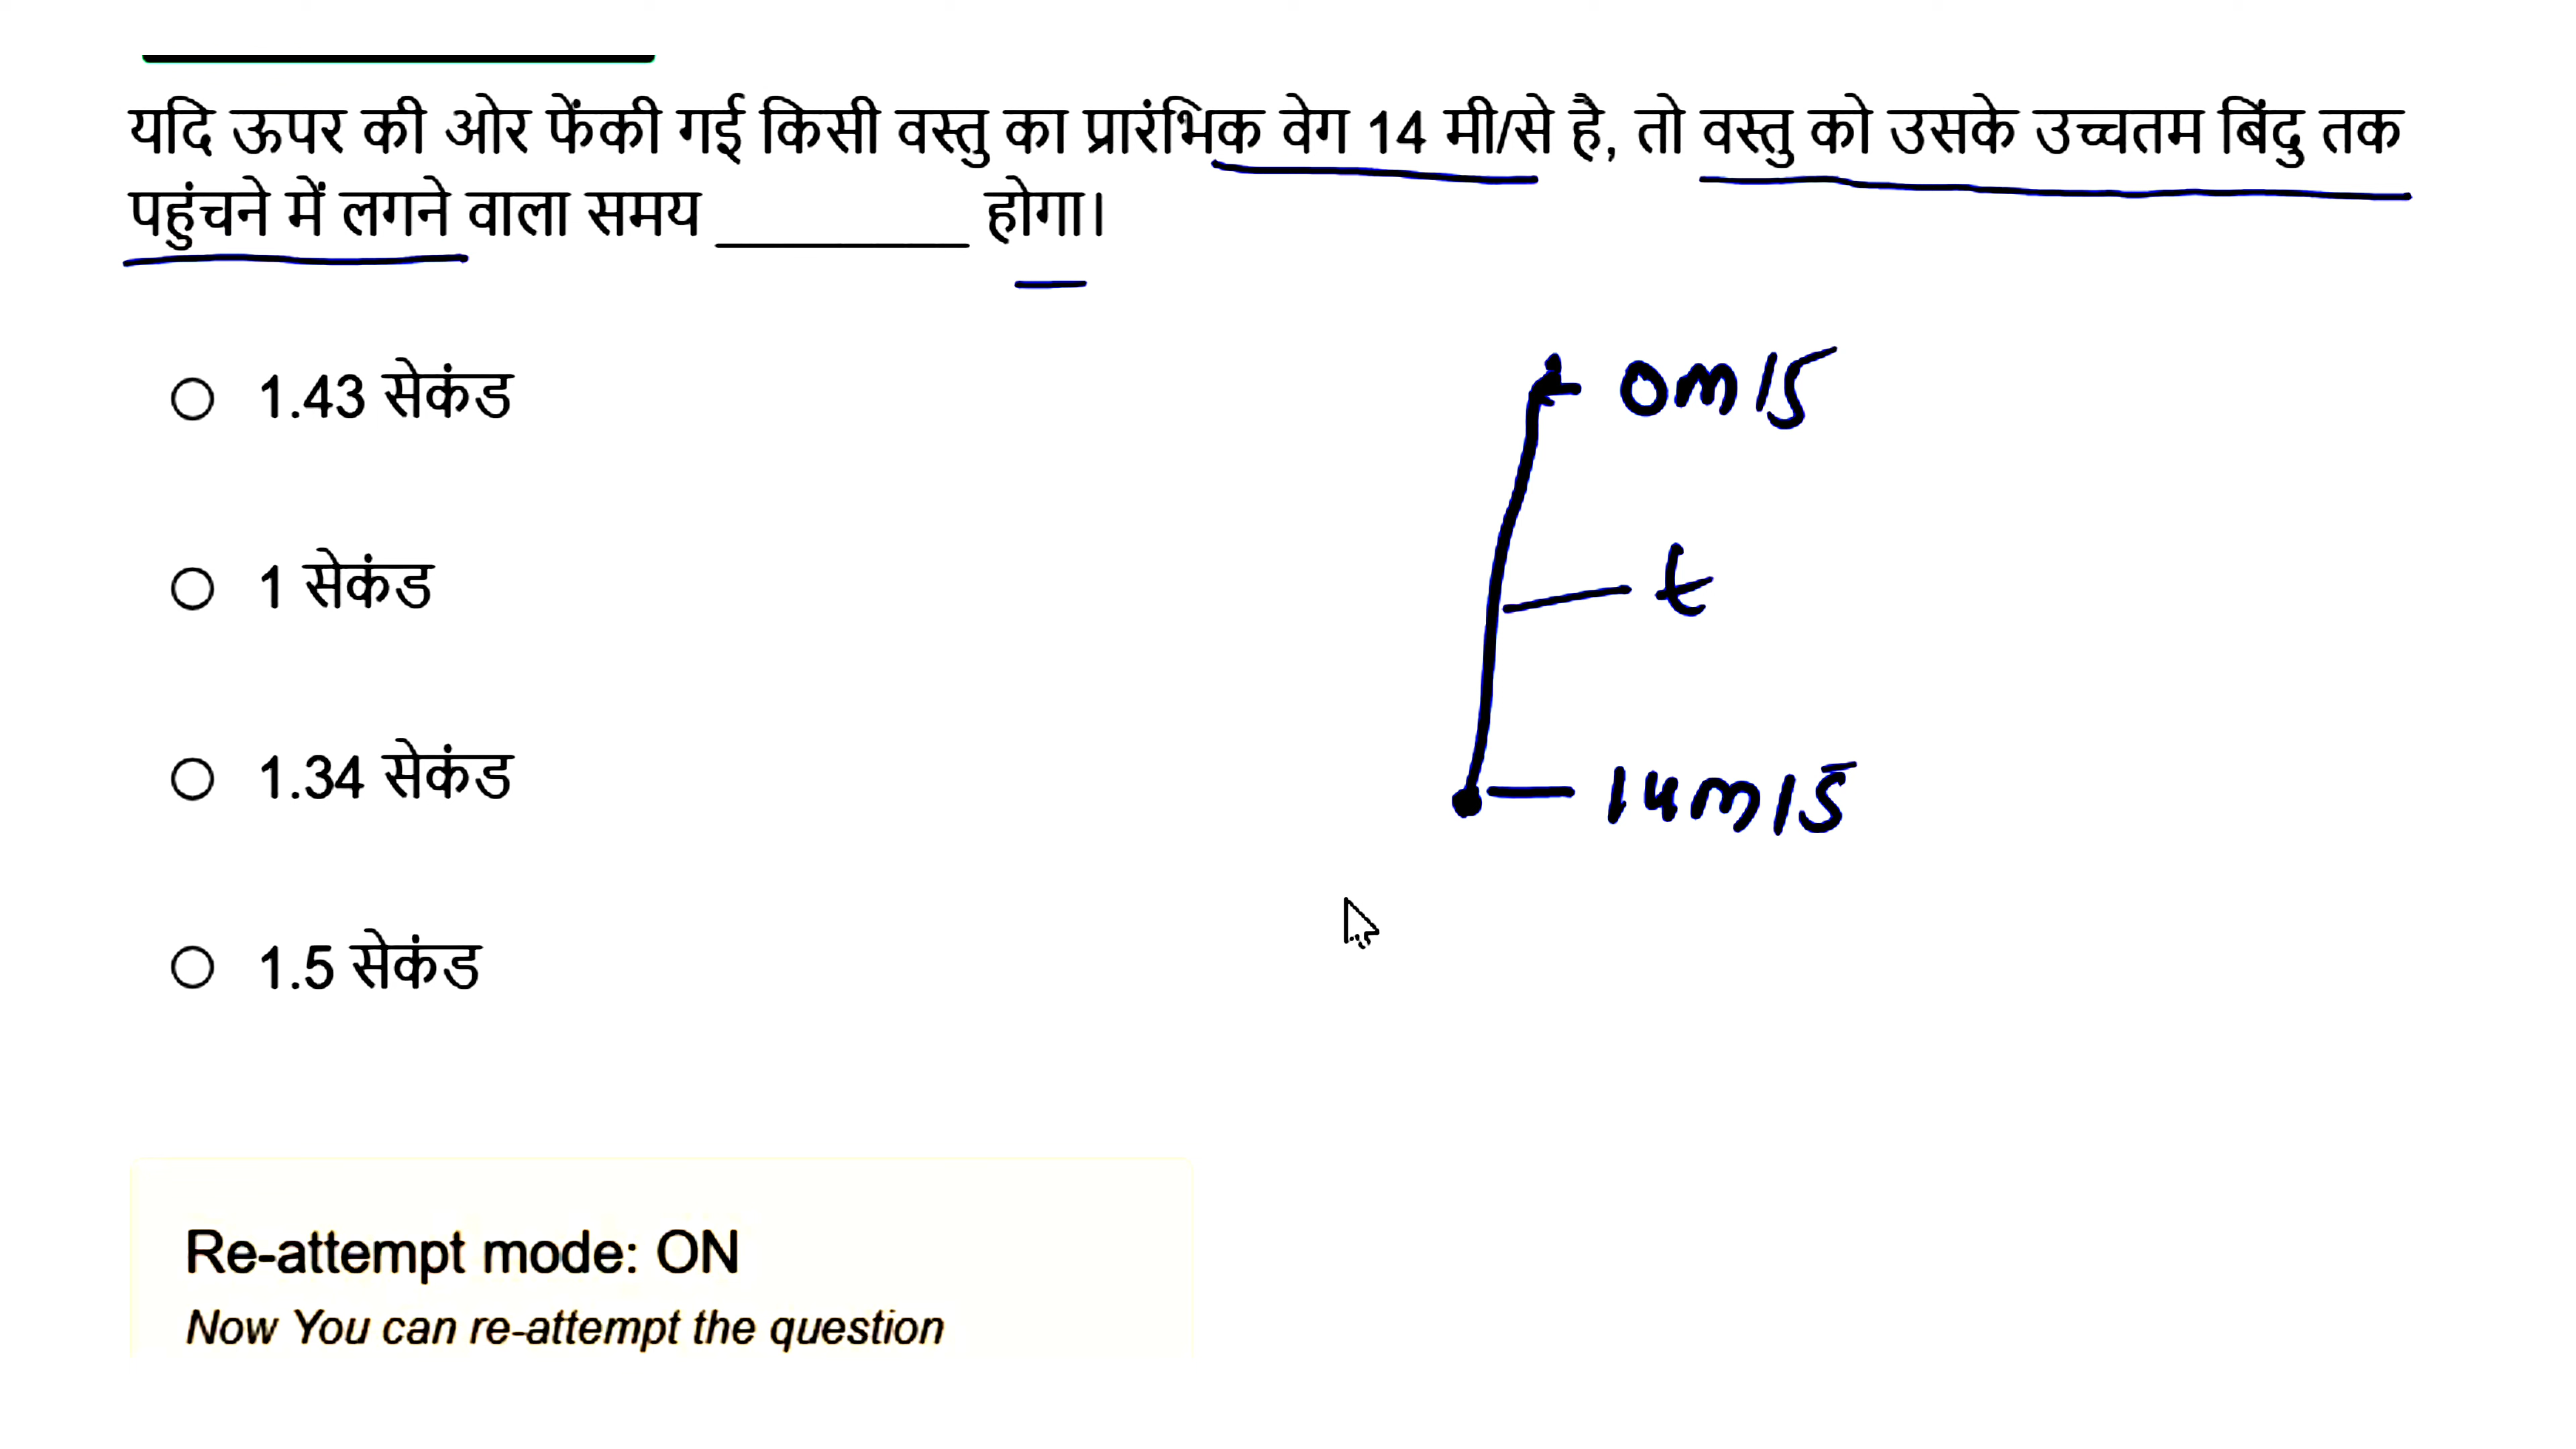 यदि ऊपर की ओर फेंकी गई किसी वस्तु का प्रारंभिक वेग 14 मी/से है, तो वस्तु को उसके उच्चतम बिंदु तक
पहुंचने में लगने वाला समय __________ होगा।
1.43 सेकंड
0m/s
1 सेकंड
t
1.34 सेकंड
14m/s
1.5 सेकंड
Re-attempt mode: ON
Now You can re-attempt the question